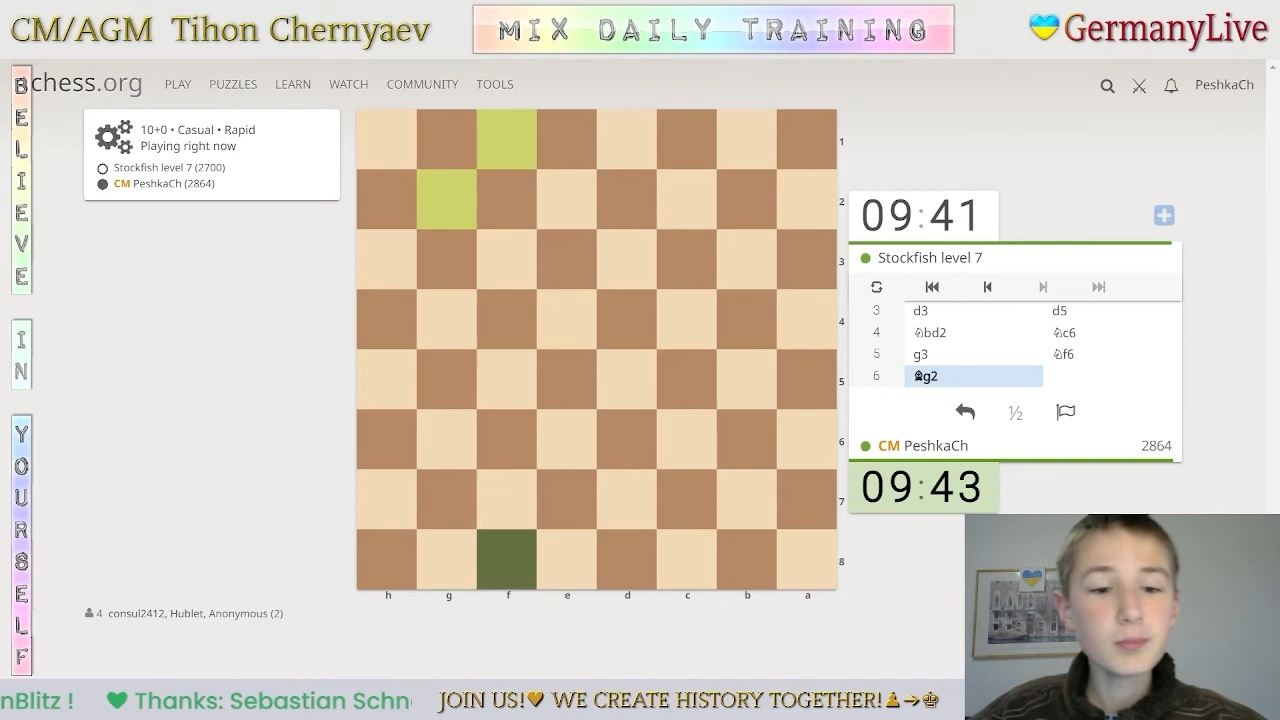 CM/AGM Tihon Chernyaev
MIX DAILY TRAINING
GermanyLive
chess.org
PLAY
PUZZLES
LEARN
WATCH
COMMUNITY
TOOLS
PeshkaCh
BELIEVE
IN
YOURSELF
10+0 • Casual • Rapid
Playing right now
Stockfish level 7 (2700)
CM PeshkaCh (2864)
1
2
3
4
5
6
7
8
h g f e d c b a
09:41
Stockfish level 7
3 d3 d5
4 ♘bd2 ♘c6
5 g3 ♘f6
6 ♗g2
½
CM PeshkaCh 2864
09:43
4 consul2412, Hublet, Anonymous (2)
nBlitz ! 💚 Thanks: Sebastian Schn
JOIN US!🧡 WE CREATE HISTORY TOGETHER!♟→♚